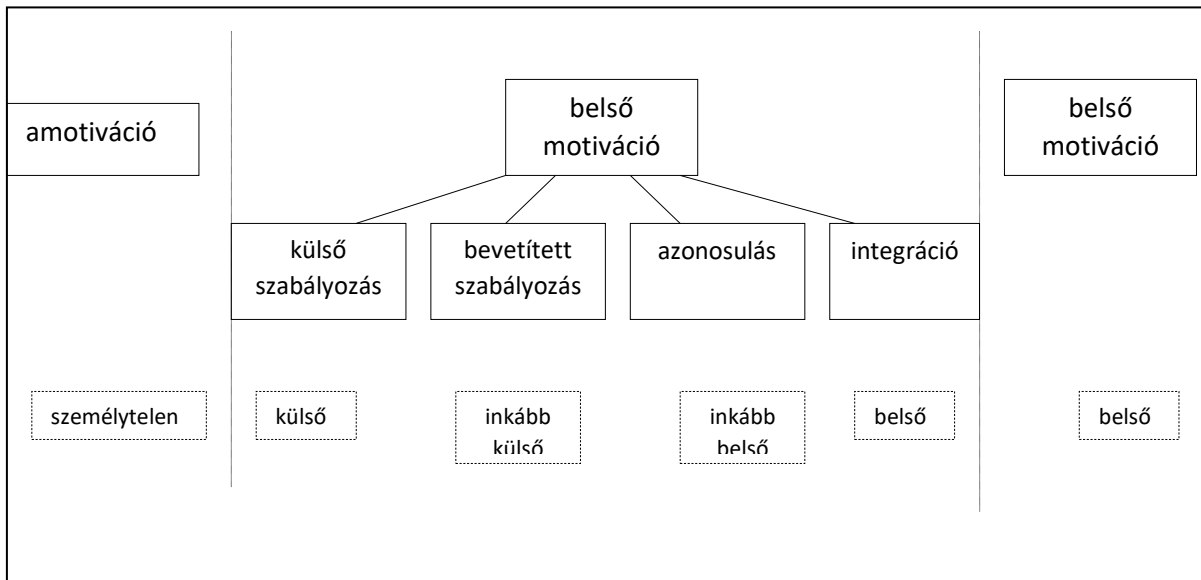 amotiváció
belső
motiváció
belső
motiváció
külső
szabályozás
bevetített
szabályozás
azonosulás
integráció
személytelen
külső
inkább
külső
inkább
belső
belső
belső